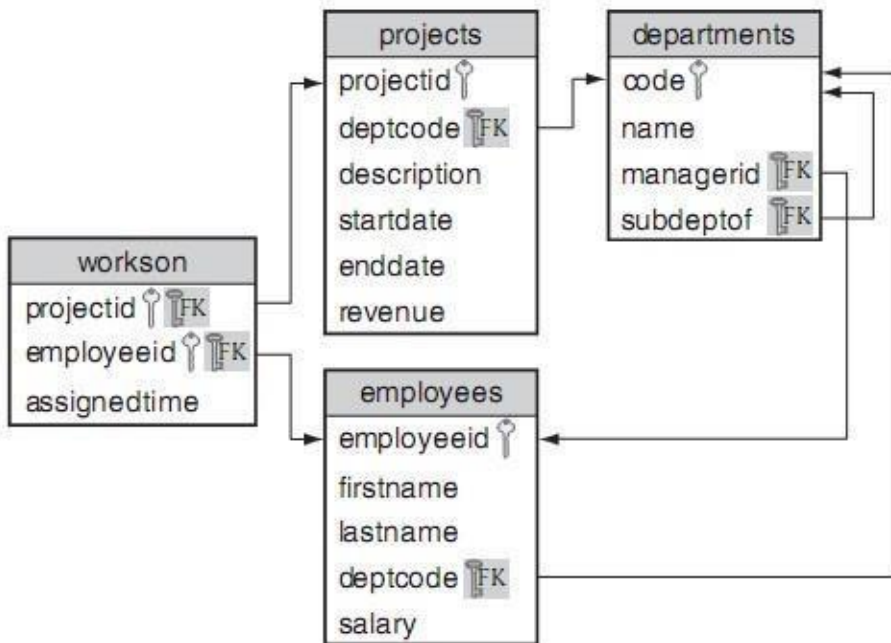 projects
projectid
deptcode FK
description
startdate
enddate
revenue
departments
code
name
managerid FK
subdeptof FK
workson
projectid FK
employeeid FK
assignedtime
employees
employeeid
firstname
lastname
deptcode FK
salary